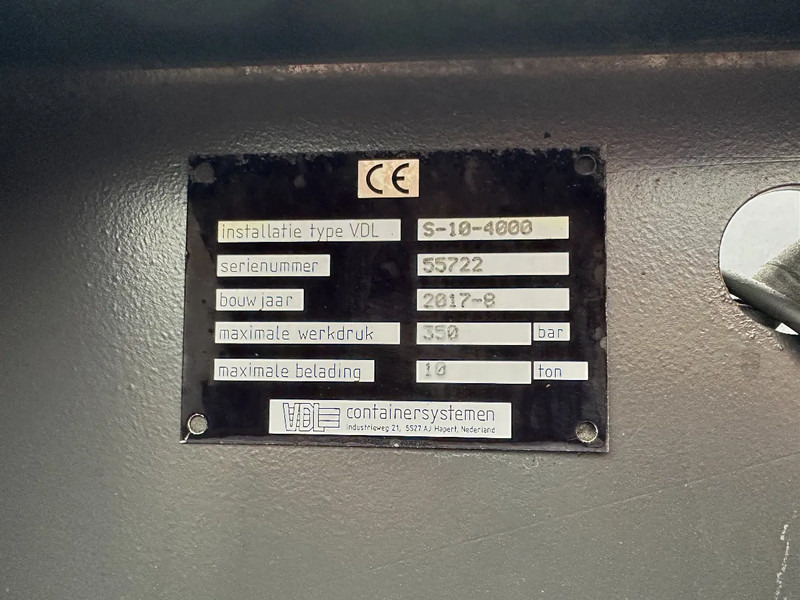 CE
installatie type VDL S-10-4000
serienummer 55722
bouwjaar 2017-8
maximale werkdruk 350 bar
maximale belading 10 ton
VDL containersystemen
Industrieweg 21, 5527 AJ Hapert, Nederland